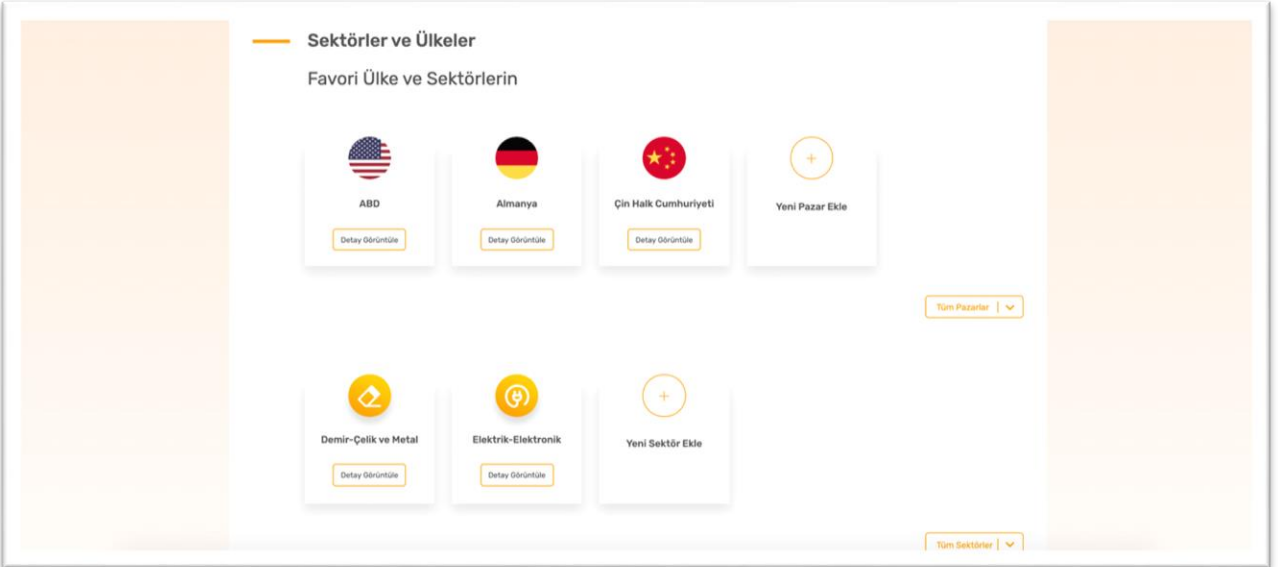 Sektörler ve Ülkeler
Favori Ülke ve Sektörlerin
ABD
Almanya
Çin Halk Cumhuriyeti
Yeni Pazar Ekle
Detay Görüntüle
Detay Görüntüle
Detay Görüntüle
Tüm Pazarlar
Demir-Çelik ve Metal
Elektrik-Elektronik
Yeni Sektör Ekle
Detay Görüntüle
Detay Görüntüle
Tüm Sektörler